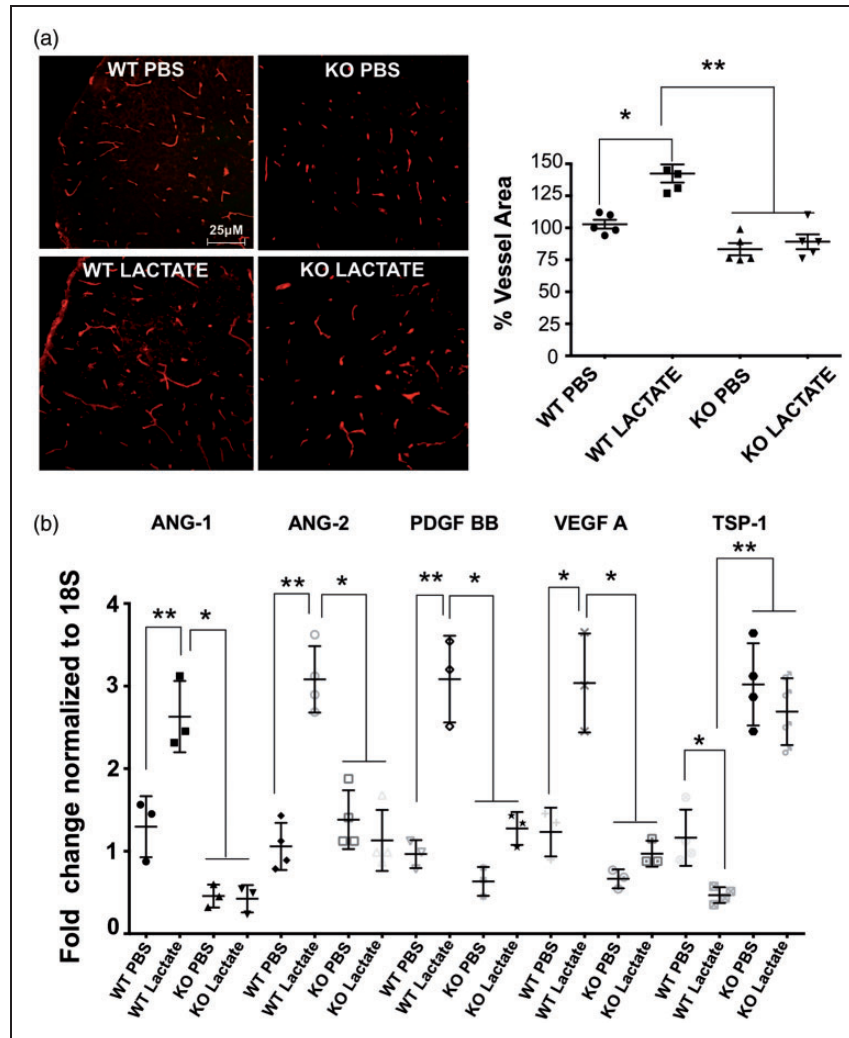 (a)
WT PBS
KO PBS
25µM
WT LACTATE
KO LACTATE
**
*
% Vessel Area
150
125
100
75
50
25
0
WT PBS
WT LACTATE
KO PBS
KO LACTATE
(b)
ANG-1 ANG-2 PDGF BB VEGF A TSP-1
** * ** * ** * * * * **
Fold change normalized to 18S
4
3
2
1
0
WT PBS
WT Lactate
KO PBS
KO Lactate
WT PBS
WT Lactate
KO PBS
KO Lactate
WT PBS
WT Lactate
KO PBS
KO Lactate
WT PBS
WT Lactate
KO PBS
KO Lactate
WT PBS
WT Lactate
KO PBS
KO Lactate